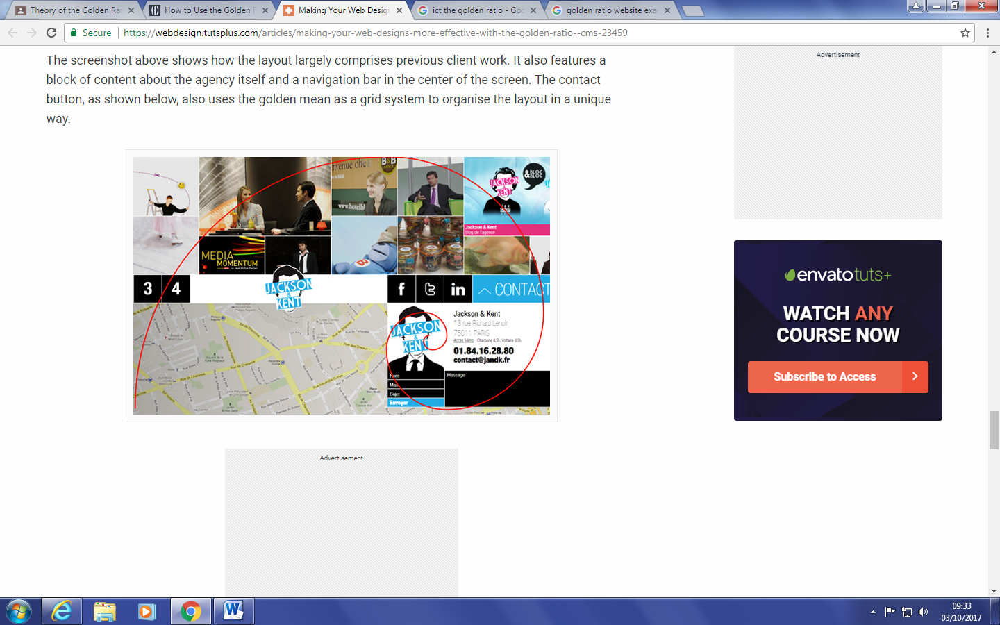 Theory of the Golden Ra
How to Use the Golden R
Making Your Web Desig
ict the golden ratio - Goo
golden ratio website exa
Secure
https://webdesign.tutsplus.com/articles/making-your-web-designs-more-effective-with-the-golden-ratio--cms-23459
The screenshot above shows how the layout largely comprises previous client work. It also features a
block of content about the agency itself and a navigation bar in the center of the screen. The contact
button, as shown below, also uses the golden mean as a grid system to organise the layout in a unique
way.
Advertisement
nvenue chez
B&B
HOTELS
www.hotelb
&BLOG
&BLOG
JACKSON
KENT
Jackson & Kent
Blog de l'agence
MEDIA
MOMENTUM
3 4
JACKSON
&
KENT
f t in
CONTACT
JACKSON
&
KENT
Jackson & Kent
13 rue Richard Lenoir
75011 PARIS
Accès Métro Charonne (L9), Voltaire (L9)
01.84.16.28.80
contact@jandk.fr
Nom
Mail
Sujet
Envoyer
Message
envatotuts+
WATCH ANY
COURSE NOW
Subscribe to Access
Advertisement
09:33
03/10/2017